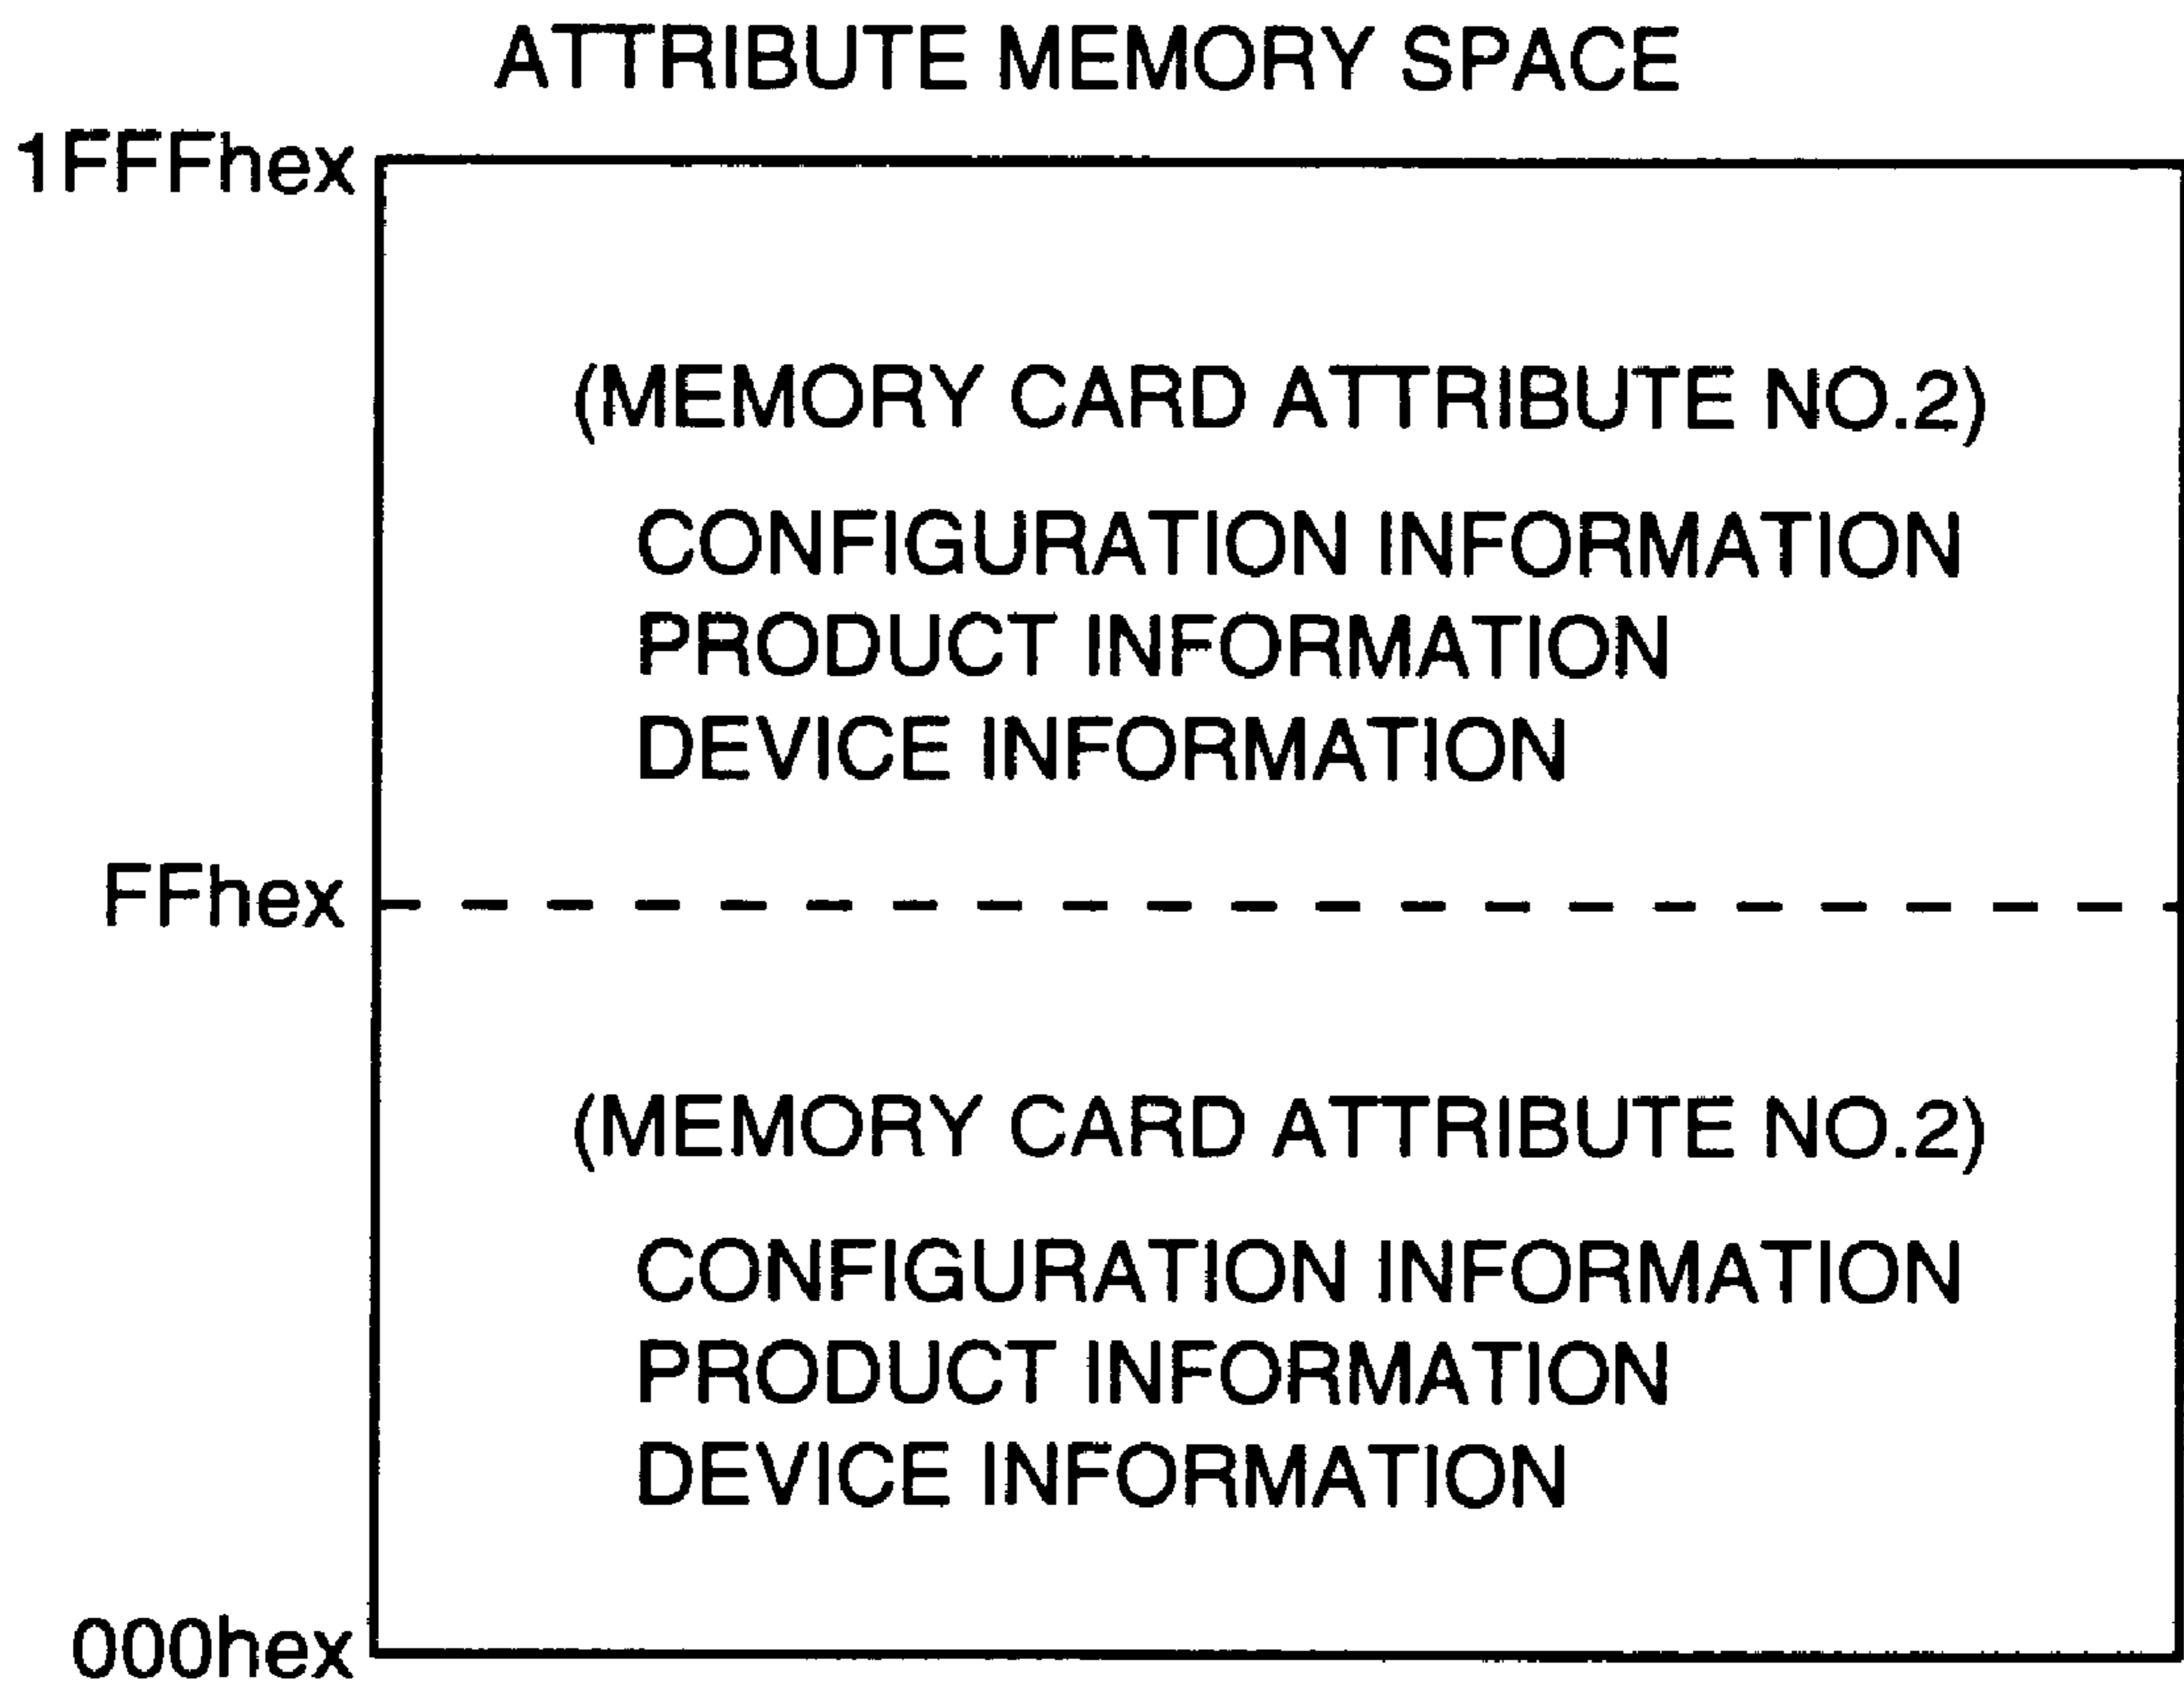 ATTRIBUTE MEMORY SPACE
1FFFhex
(MEMORY CARD ATTRIBUTE NO.2)
CONFIGURATION INFORMATION
PRODUCT INFORMATION
DEVICE INFORMATION
FFhex
(MEMORY CARD ATTRIBUTE NO.2)
CONFIGURATION INFORMATION
PRODUCT INFORMATION
DEVICE INFORMATION
000hex